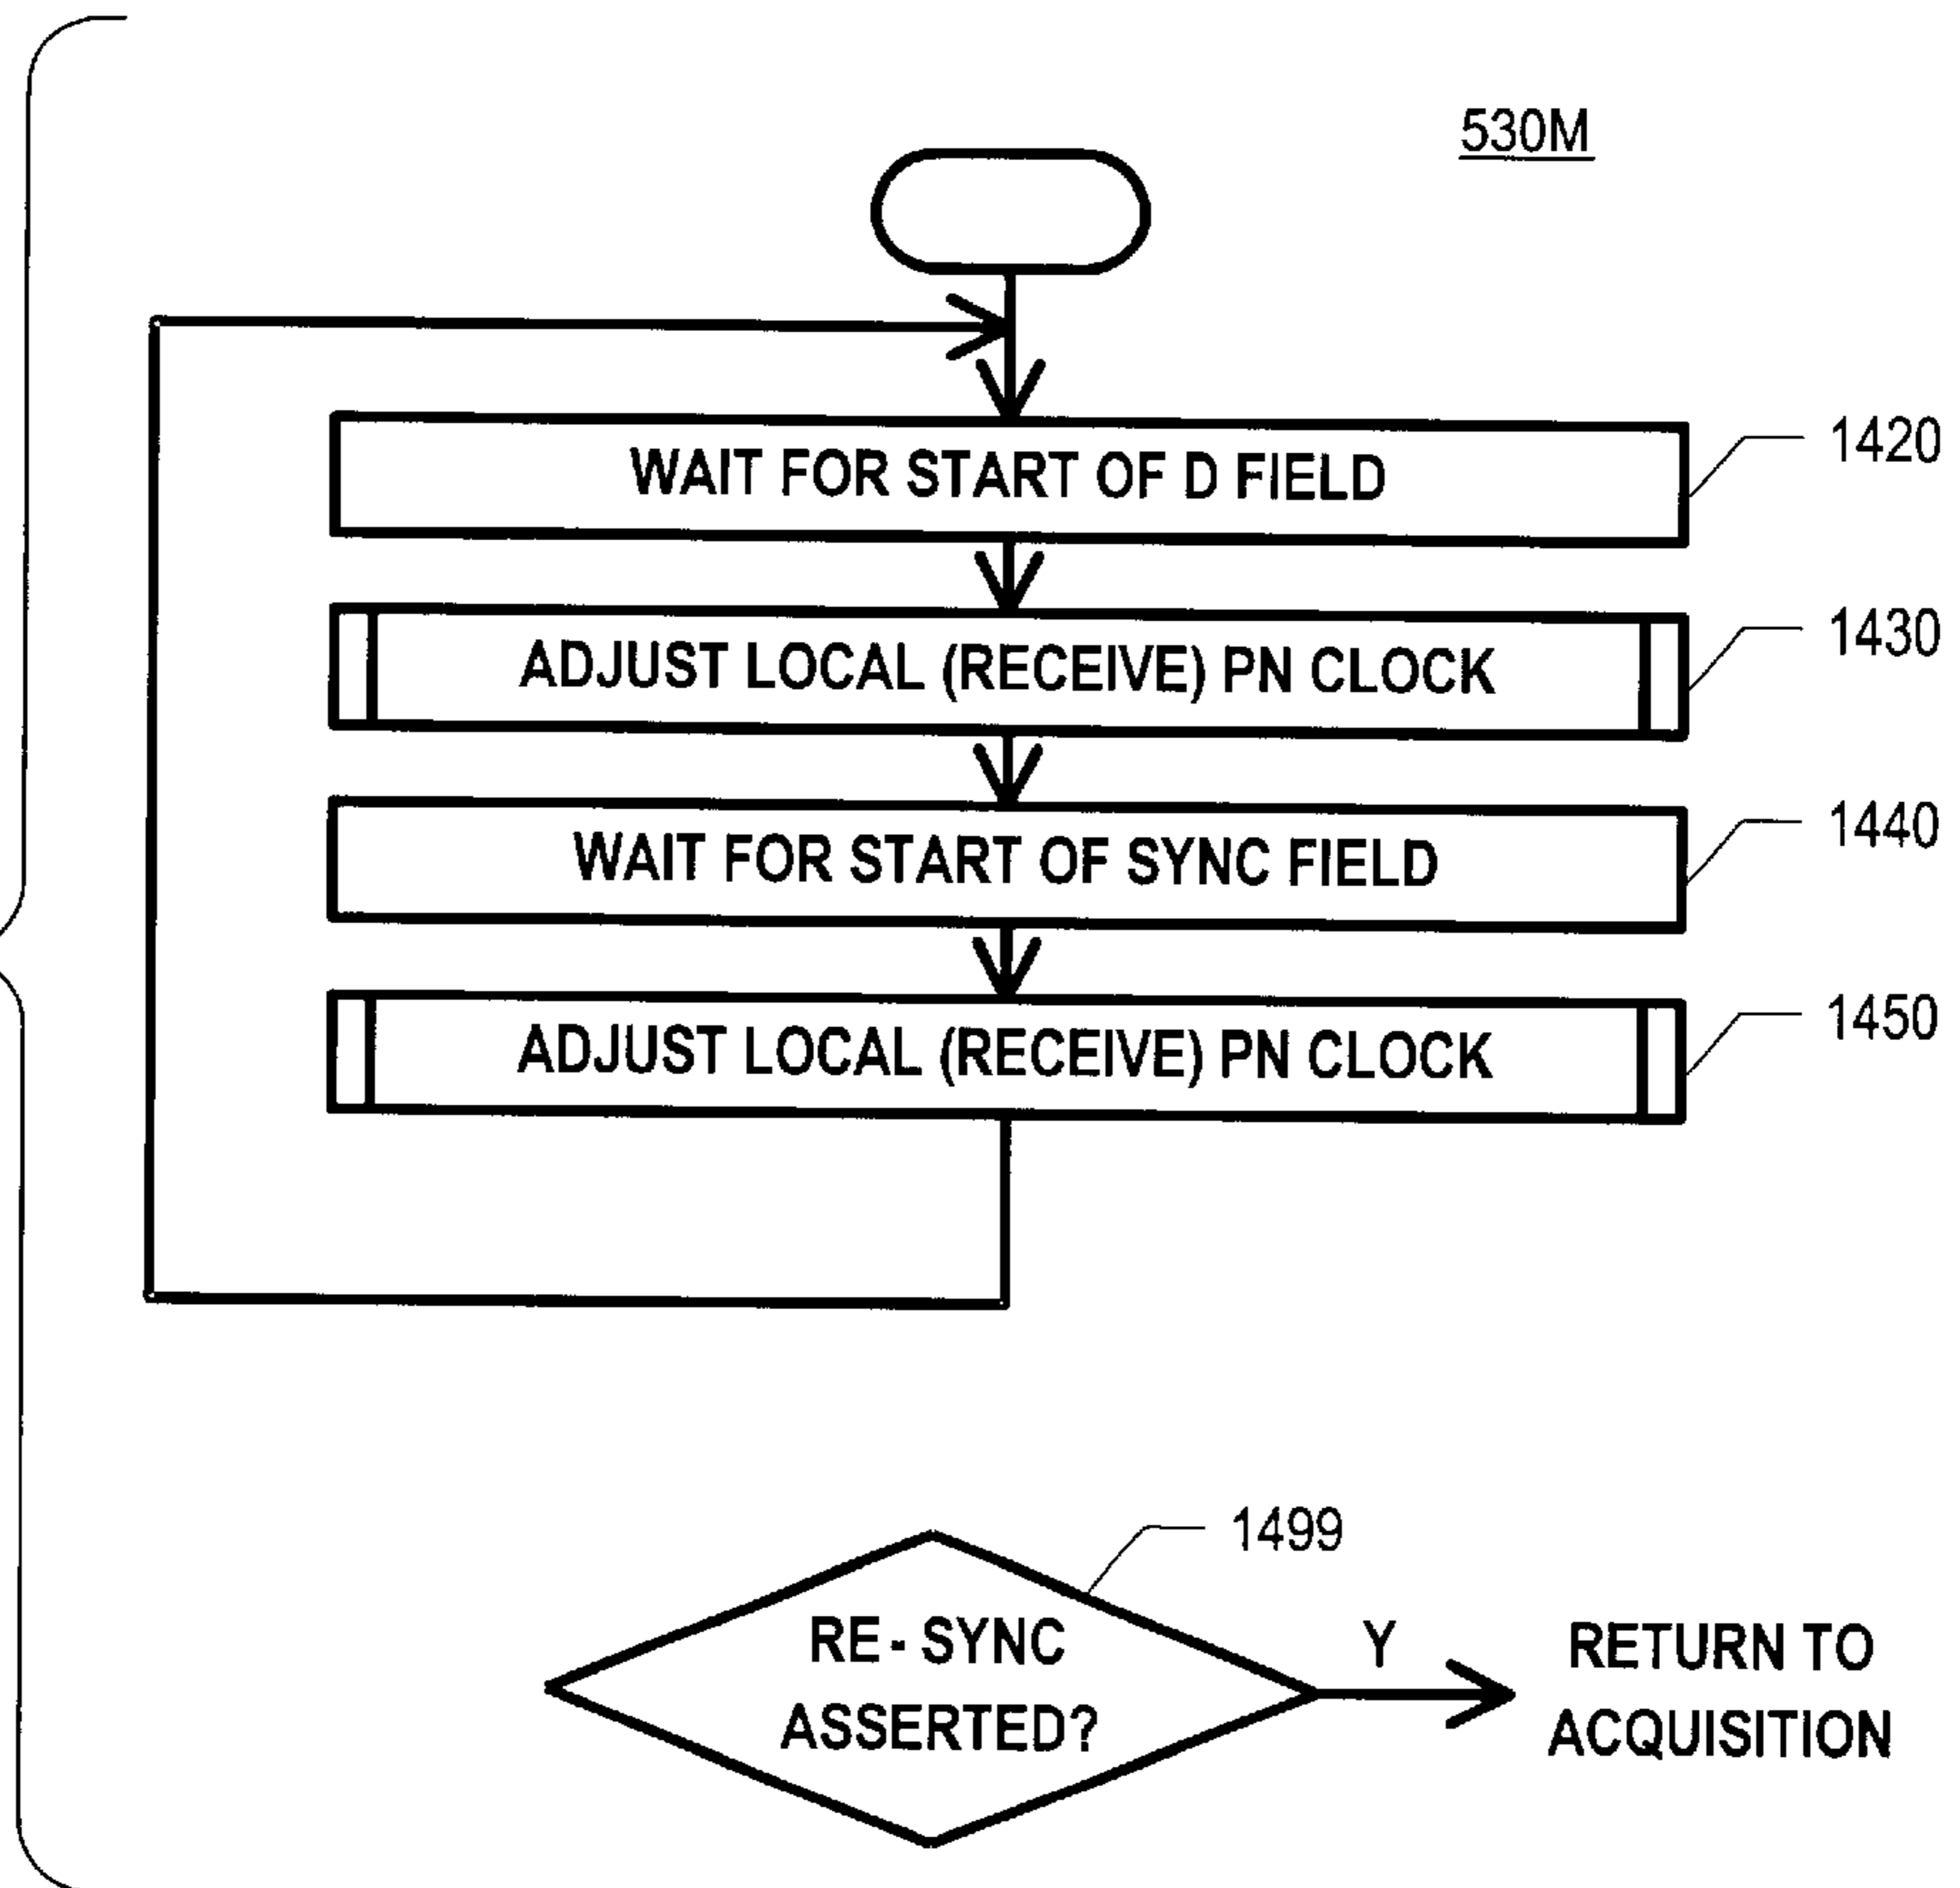 530M
WAIT FOR START OF D FIELD
1420
ADJUST LOCAL (RECEIVE) PN CLOCK
1430
WAIT FOR START OF SYNC FIELD
1440
ADJUST LOCAL (RECEIVE) PN CLOCK
1450
1499
RE-SYNC
ASSERTED?
Y
RETURN TO
ACQUISITION